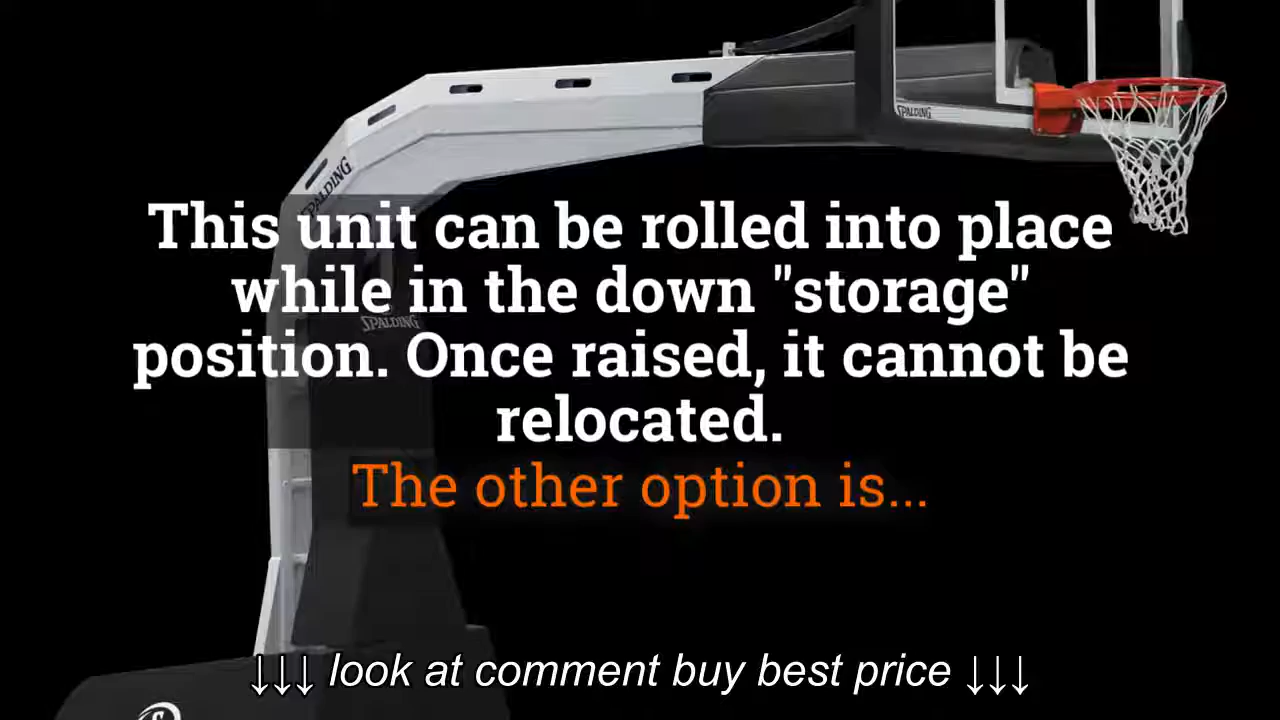 SPALDING
SPALDING
This unit can be rolled into place
while in the down "storage"
SPALDING
position. Once raised, it cannot be
relocated.
The other option is...
↓↓↓ look at comment buy best price ↓↓↓